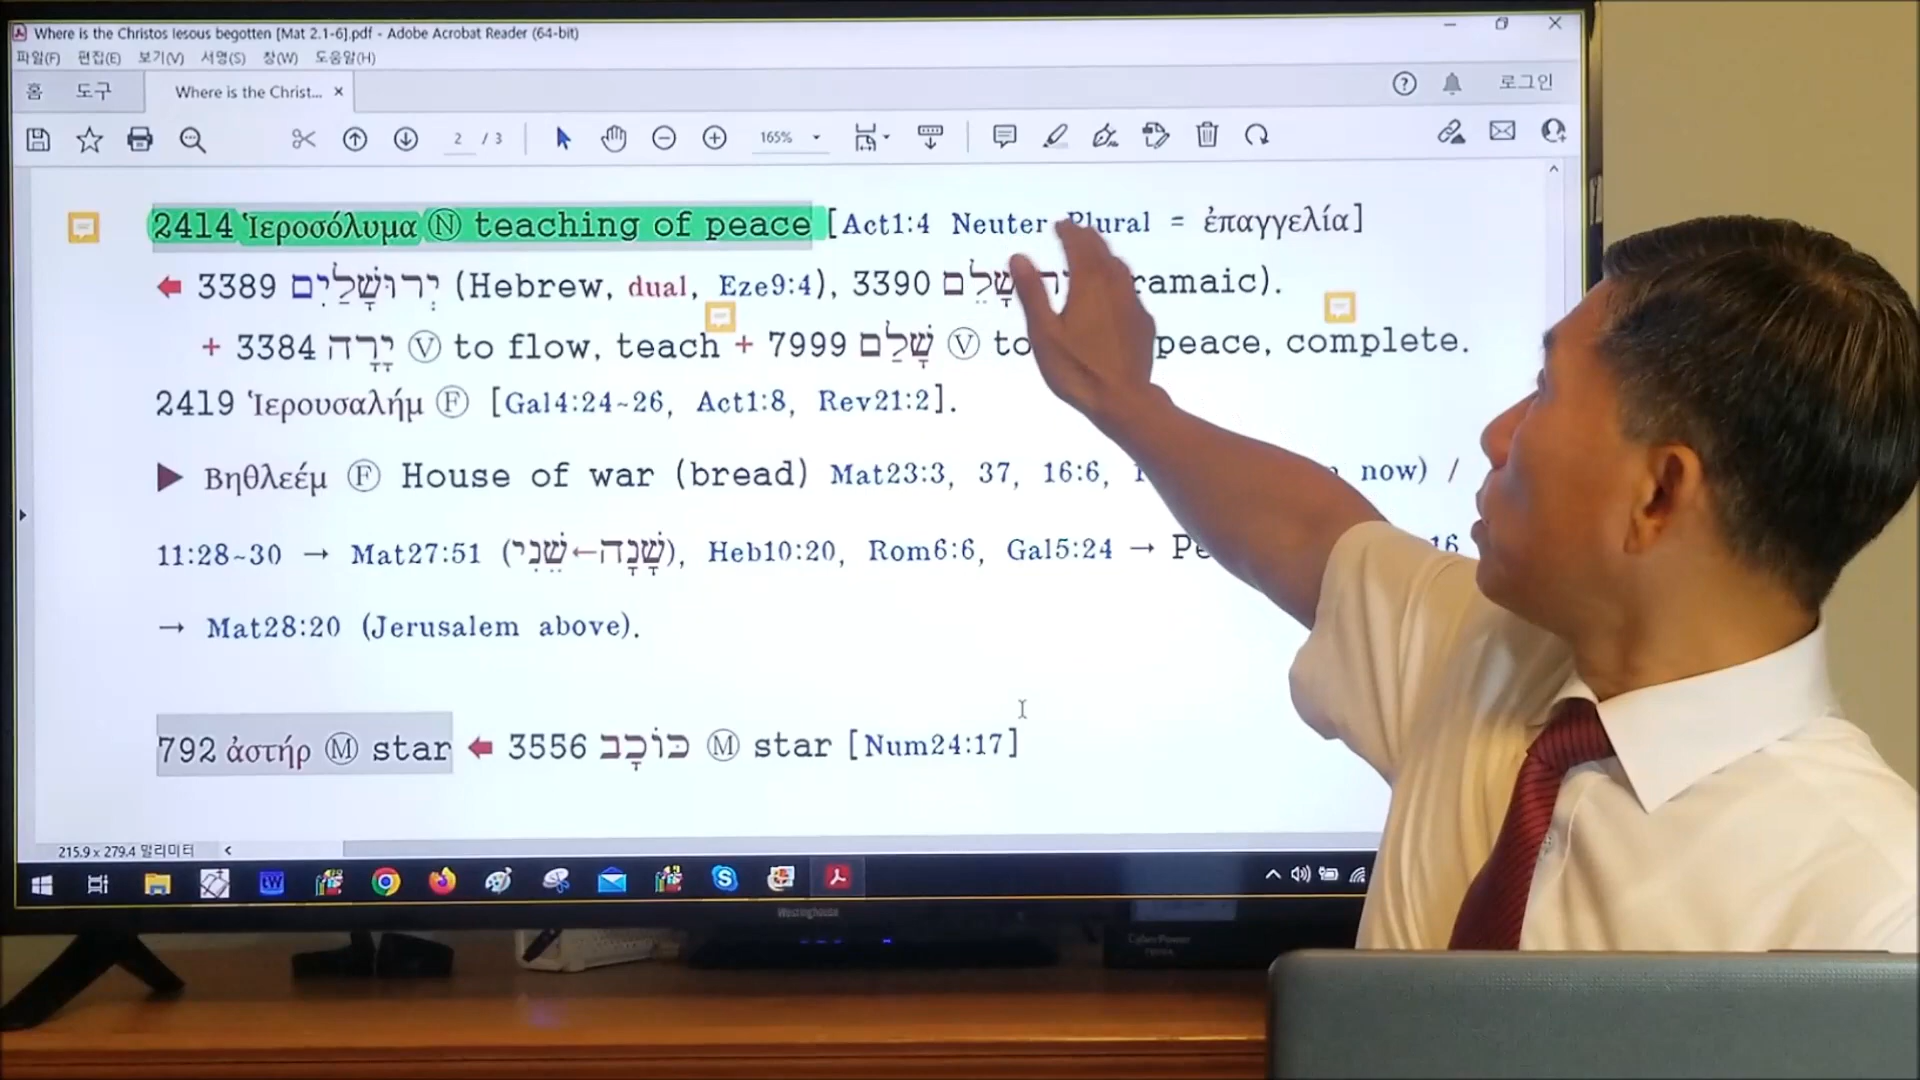 Where is the Christos Iesous begotten [Mat 2.1-6].pdf - Adobe Acrobat Reader (64-bit)
파일(F) 편집(E) 보기(V) 서명(S) 창(W) 도움말(H)
홈 도구 Where is the Christ... × 로그인
2 / 3 165%
2414 Ἱεροσόλυμα Ⓝ teaching of peace [Act1:4 Neuter Plural = ἐπαγγελία]
3389 יְרוּשָׁלַיִם (Hebrew, dual, Eze9:4), 3390 ramaic).
+ 3384 יָרָה Ⓥ to flow, teach + 7999 שָׁלַם Ⓥ to peace, complete.
2419 Ἱερουσαλήμ Ⓕ [Gal4:24~26, Act1:8, Rev21:2].
▶ Βηθλεέμ Ⓕ House of war (bread) Mat23:3, 37, 16:6, now) /
11:28~30 → Mat27:51 (שָׁנָה→שֵׁנִי), Heb10:20, Rom6:6, Gal5:24 → 16
→ Mat28:20 (Jerusalem above).
792 ἀστήρ Ⓜ star ← 3556 כּוֹכָב Ⓜ star [Num24:17]
215.9 x 279.4 밀리미터
Westinghouse
CyberPower